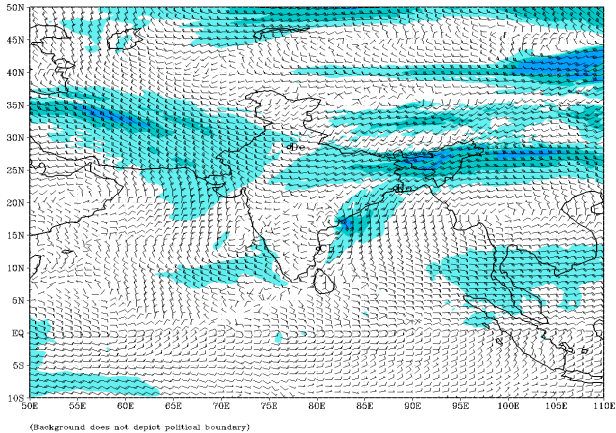 50N
45N
40N
35N
30N
25N
20N
15N
10N
5N
EQ
5S
10S
50E 55E 60E 65E 70E 75E 80E 85E 90E 95E 100E 105E 110E
(Background does not depict political boundary)